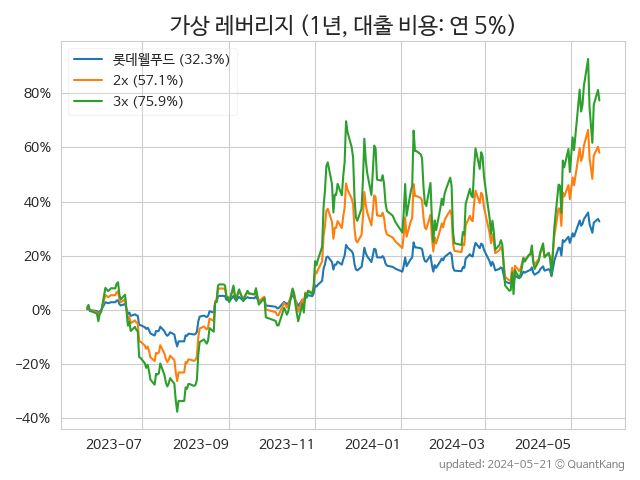 가상 레버리지 (1년, 대출 비용: 연 5%)
롯데웰푸드 (32.3%)
2x (57.1%)
3x (75.9%)
80%
60%
40%
20%
0%
−20%
−40%
2023-07
2023-09
2023-11
2024-01
2024-03
2024-05
updated: 2024-05-21 © QuantKang